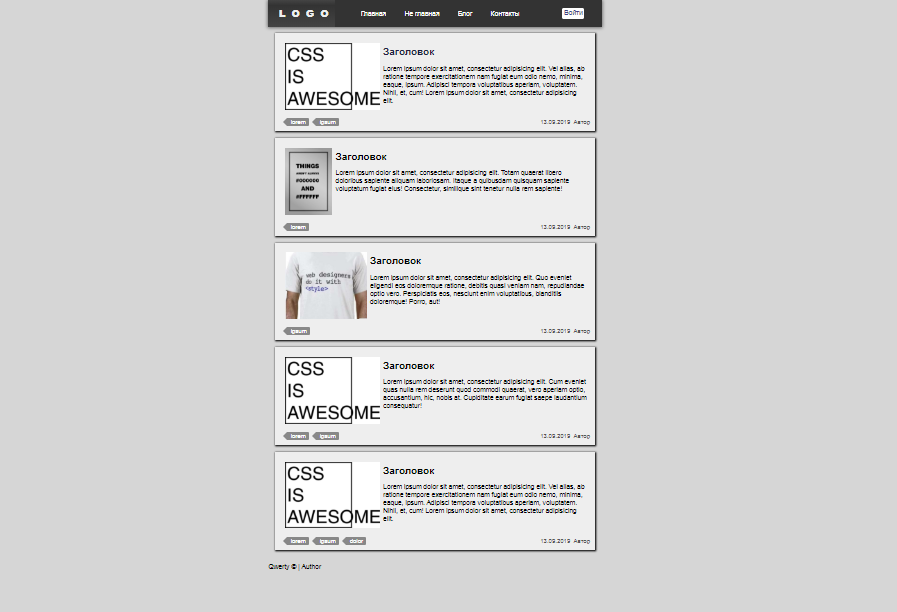 LOGO
Главная
Не главная
Блог
Контакты
Войти
CSS
IS
AWESOME
Заголовок
Lorem ipsum dolor sit amet, consectetur adipisicing elit. Vel alias, ab
ratione tempore exercitationem nam fugiat eum odio nemo, minima,
eaque, ipsum. Adipisci tempora voluptatibus aperiam, voluptatem.
Nihil, et, cum! Lorem ipsum dolor sit amet, consectetur adipisicing
elit.
lorem
ipsum
13.09.2019 Автор
THINGS
#000000
AND
#FFFFFF
Заголовок
Lorem ipsum dolor sit amet, consectetur adipisicing elit. Totam quaerat libero
doloribus sapiente aliquam laboriosam. Itaque a quibusdam quisquam sapiente
voluptatum fugiat eius! Consectetur, similique sint tenetur nulla rem sapiente!
lorem
13.09.2019 Автор
web designers
do it with
<style>
Заголовок
Lorem ipsum dolor sit amet, consectetur adipisicing elit. Quo eveniet
eligendi eos doloremque ratione, debitis quasi veniam nam, repudiandae
optio vero. Perspiciatis eos, nesciunt enim voluptatibus, blanditiis
doloremque! Porro, aut!
ipsum
13.09.2019 Автор
CSS
IS
AWESOME
Заголовок
Lorem ipsum dolor sit amet, consectetur adipisicing elit. Cum eveniet
quas nulla rem deserunt quod commodi quaerat, vero aperiam optio,
accusantium, hic, nobis at. Cupiditate earum fugiat saepe laudantium
consequatur!
lorem
ipsum
13.09.2019 Автор
CSS
IS
AWESOME
Заголовок
Lorem ipsum dolor sit amet, consectetur adipisicing elit. Vel alias, ab
ratione tempore exercitationem nam fugiat eum odio nemo, minima,
eaque, ipsum. Adipisci tempora voluptatibus aperiam, voluptatem.
Nihil, et, cum! Lorem ipsum dolor sit amet, consectetur adipisicing
elit.
lorem
ipsum
dolor
13.09.2019 Автор
Qwerty © | Author